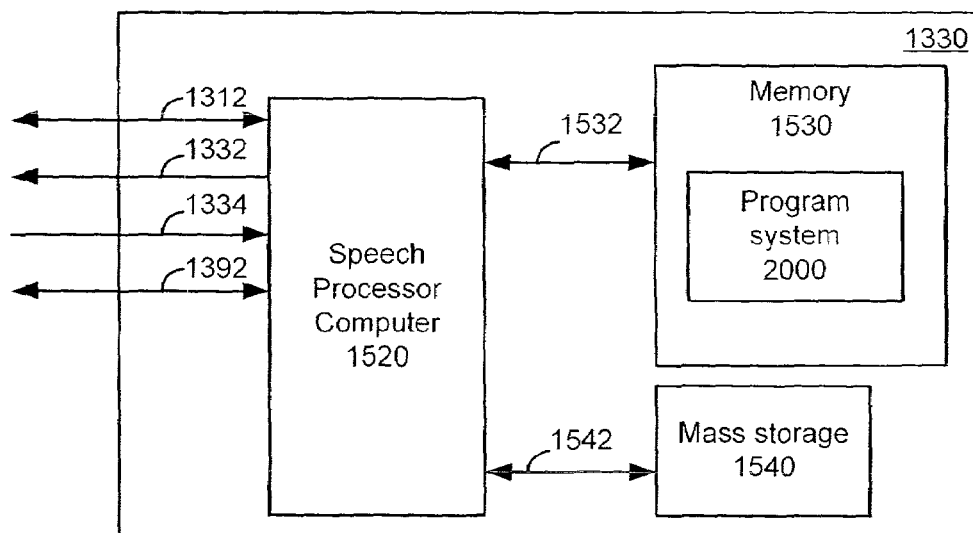 1330
1312
1332
1334
1392
Speech
Processor
Computer
1520
1532
1542
Memory
1530
Program
system
2000
Mass storage
1540